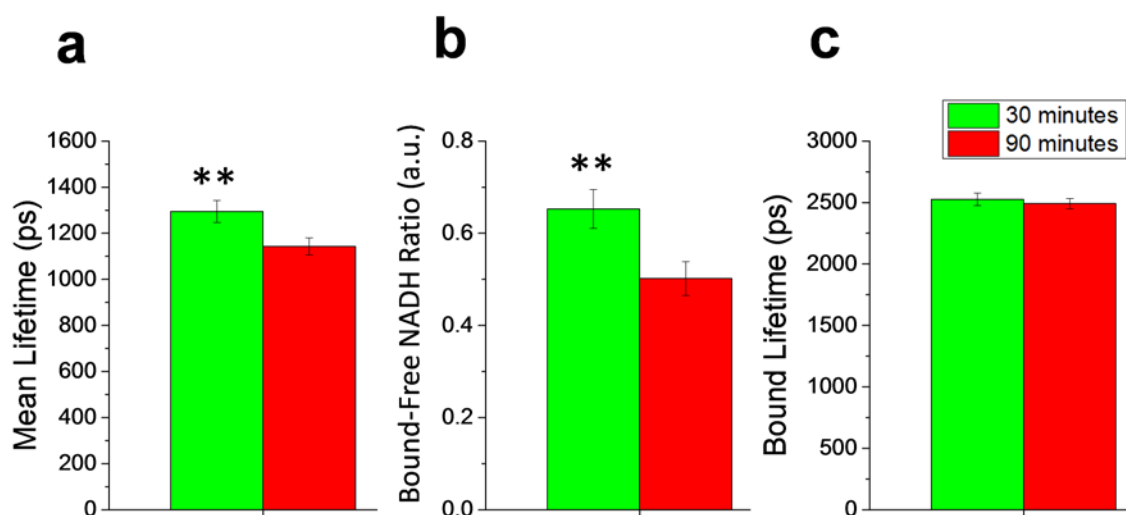 a
b
c
30 minutes
90 minutes
Mean Lifetime (ps)
1600
1400
1200
1000
800
600
400
200
0
**
Bound-Free NADH Ratio (a.u.)
0.8
0.6
0.4
0.2
0.0
**
Bound Lifetime (ps)
3000
2500
2000
1500
1000
500
0